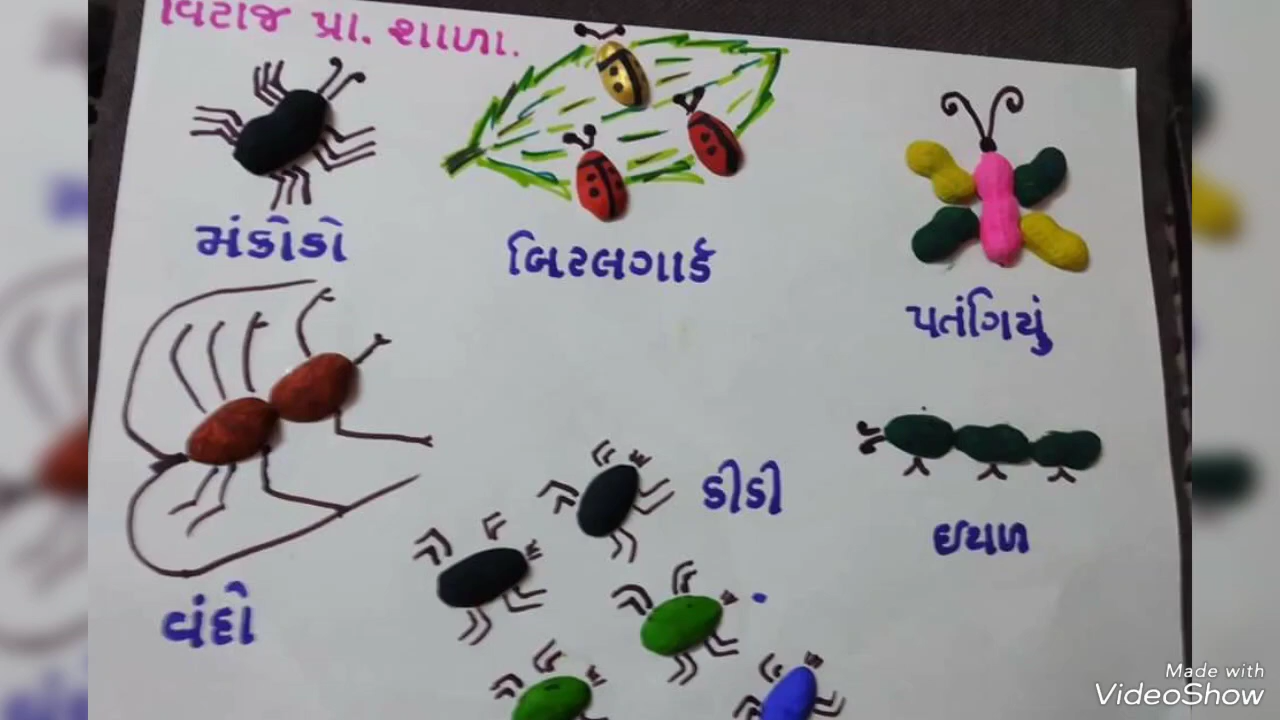 વિટોજ પ્રા. શાળા.
મંકોડો
બિરલગાર્ડ
પતંગિયું
કીડી
ઇયળ
વંદો
Made with
VideoShow